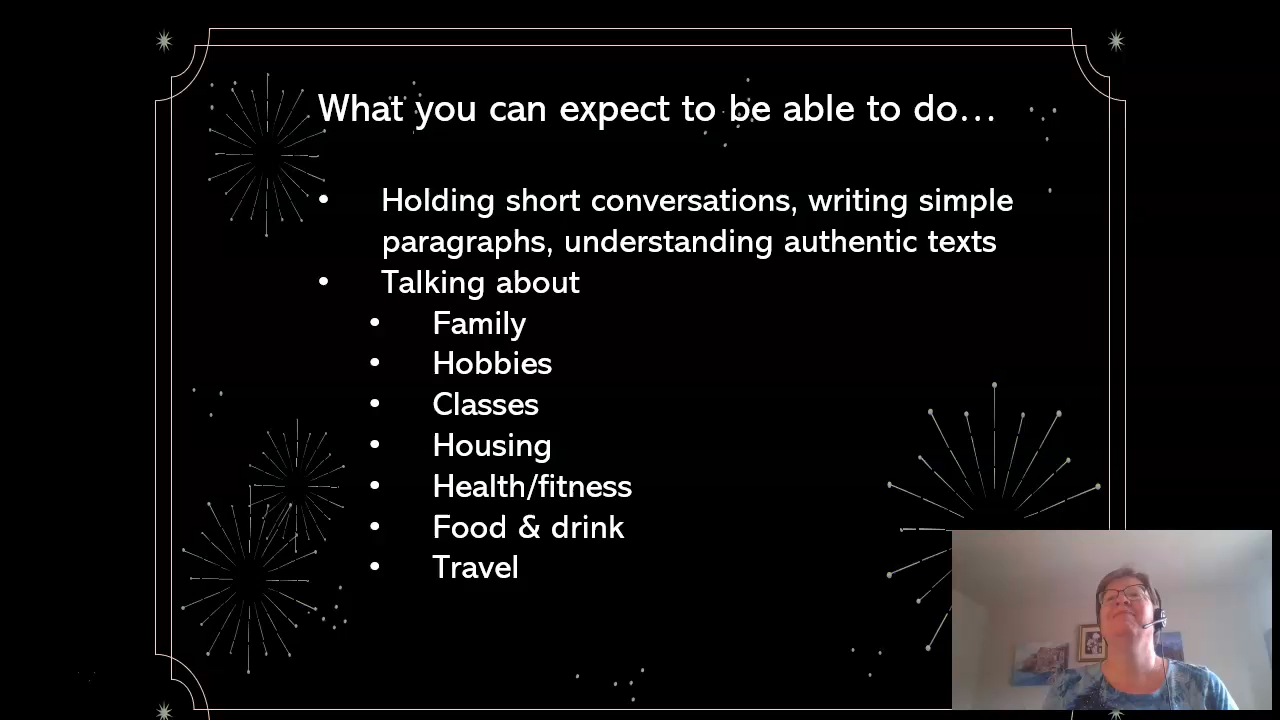 What you can expect to be able to do...
• Holding short conversations, writing simple
paragraphs, understanding authentic texts
• Talking about
• Family
• Hobbies
• Classes
• Housing
• Health/fitness
• Food & drink
• Travel